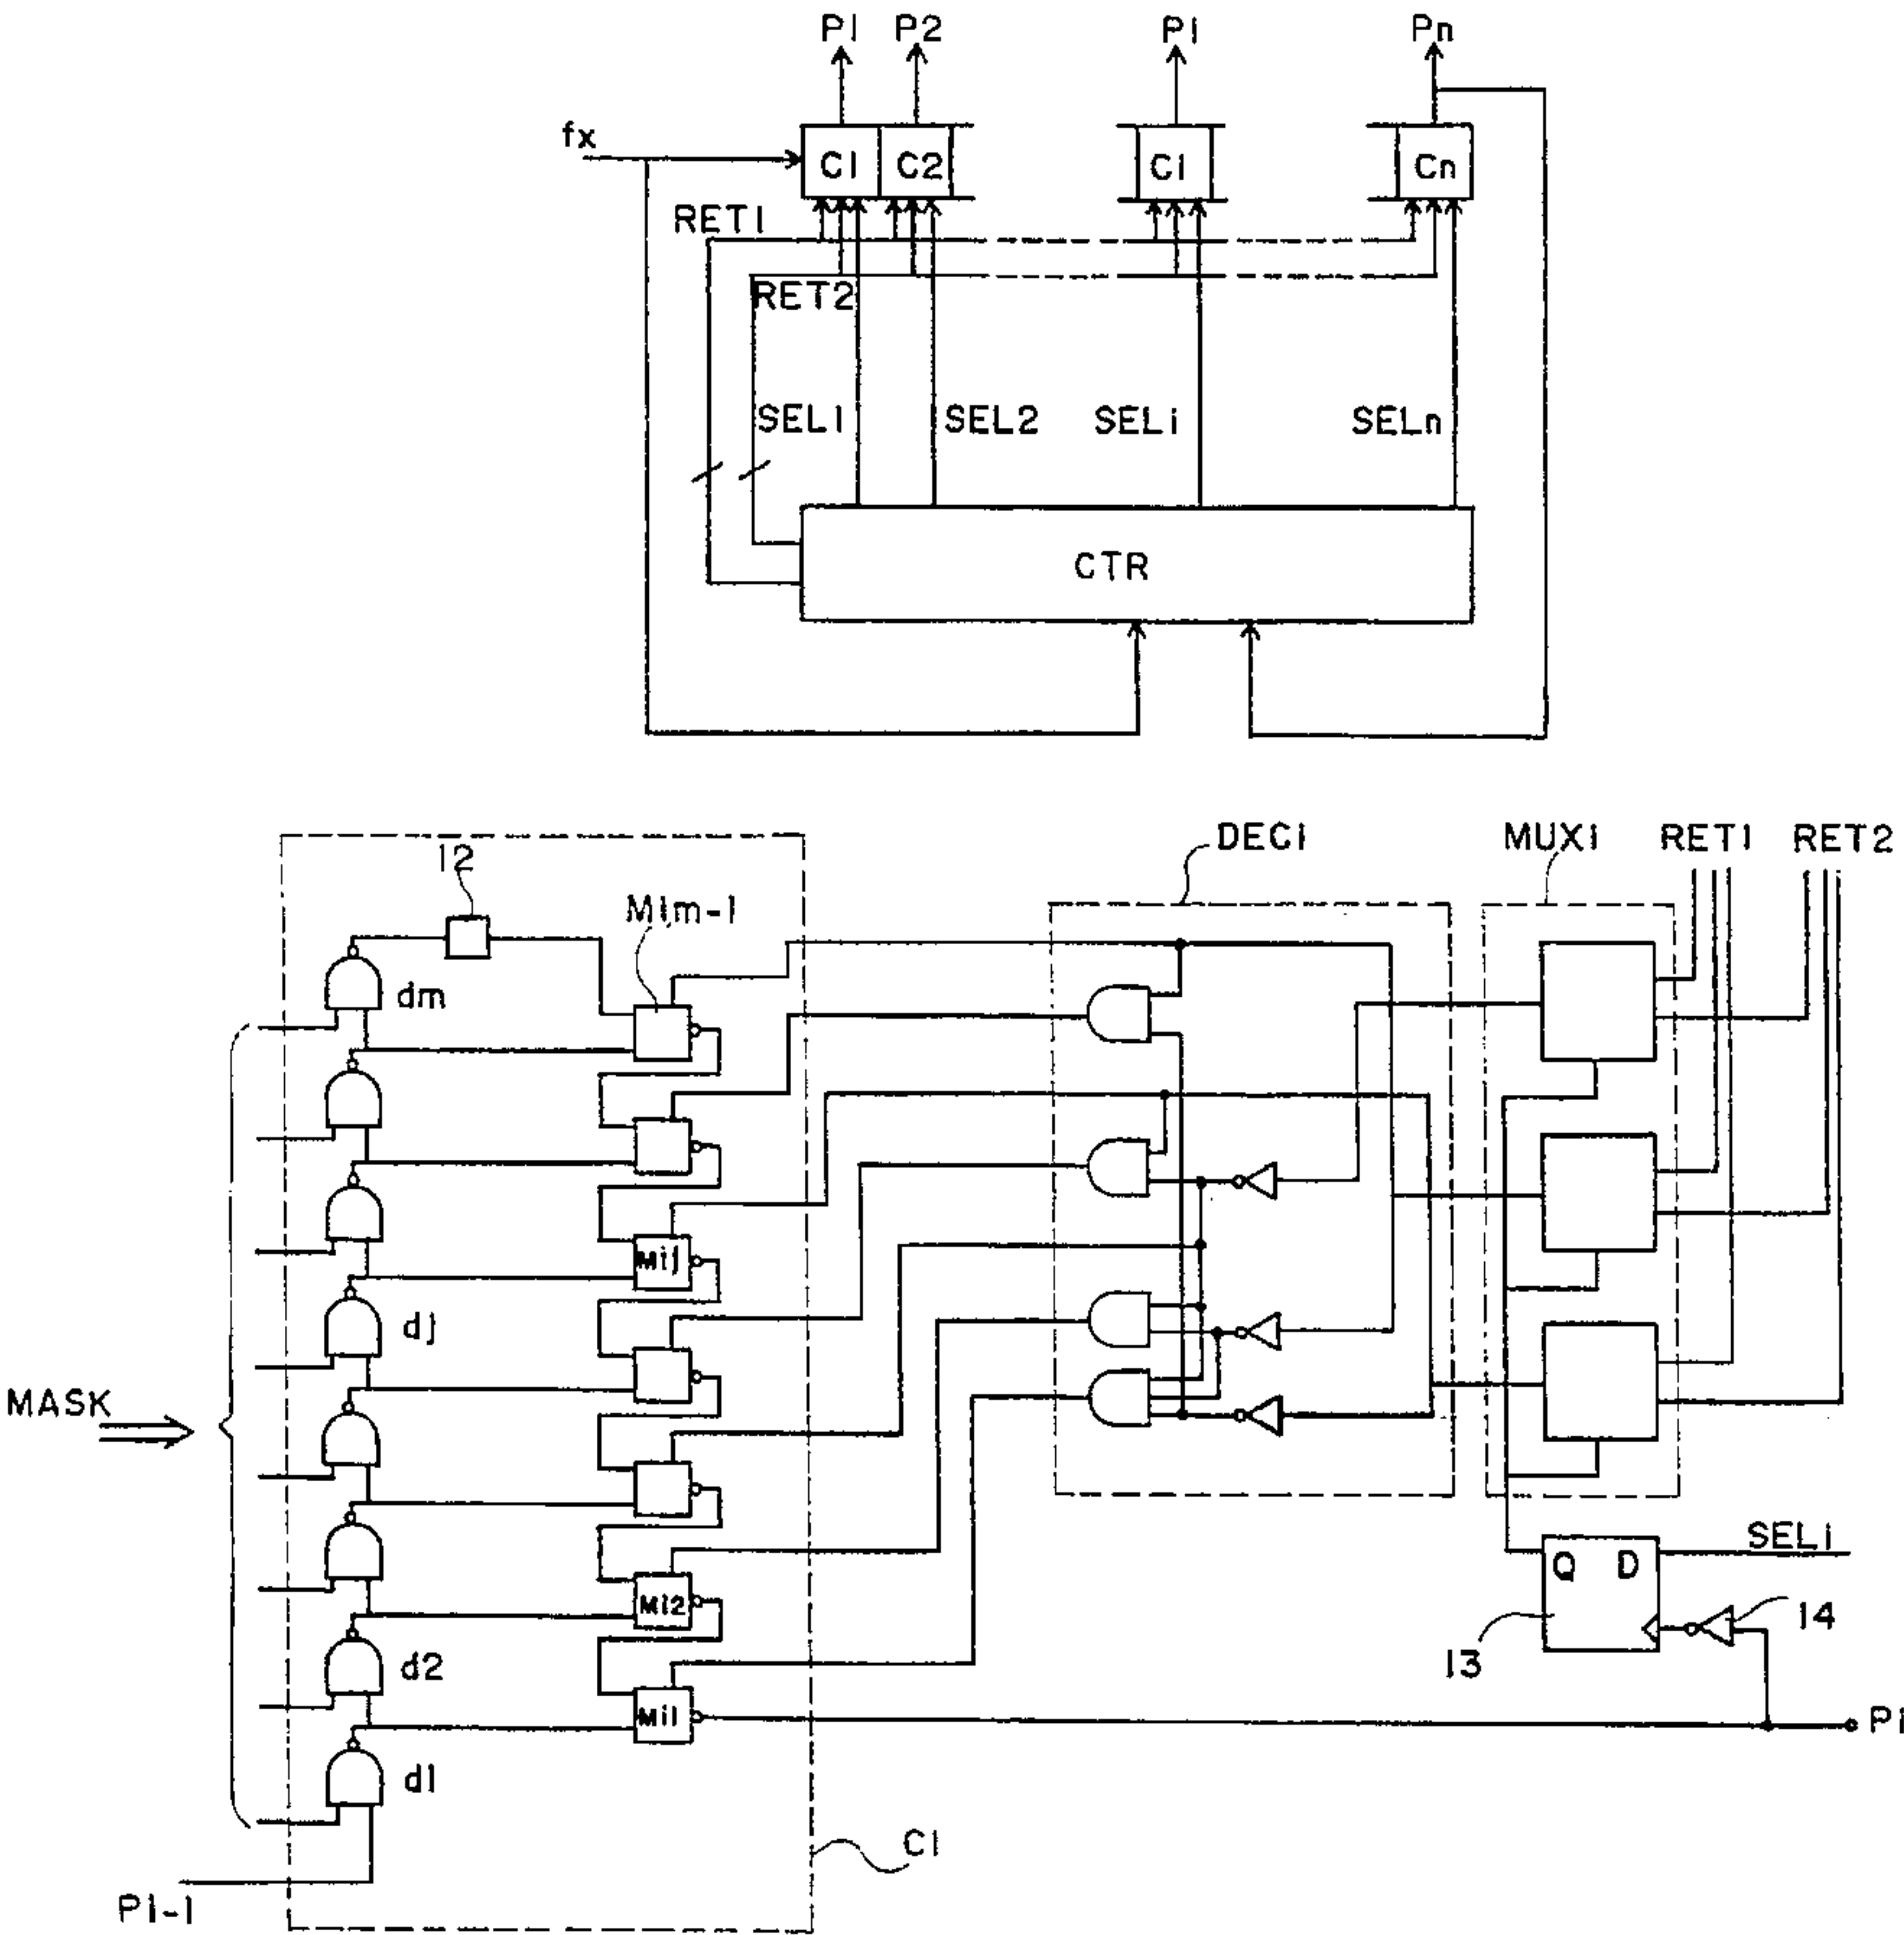 P1 P2 Pi Pn
fx
C1 C2 Ci Cn
RET1
RET2
SEL1 SEL2 SELi SELn
CTR
DECi MUXi RET1 RET2
12
Mim-1
dm
Mij
dj
MASK
Mi2
d2
Mi1
d1
SELi
Q D
14
13
Pi
Ci
Pi-1